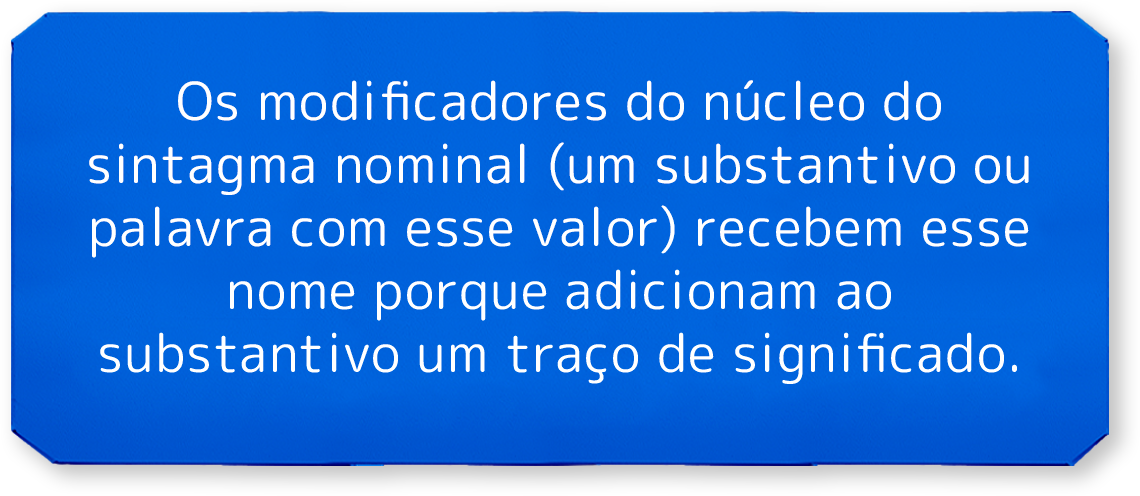 Os modificadores do núcleo do
sintagma nominal (um substantivo ou
palavra com esse valor) recebem esse
nome porque adicionam ao
substantivo um traço de significado.